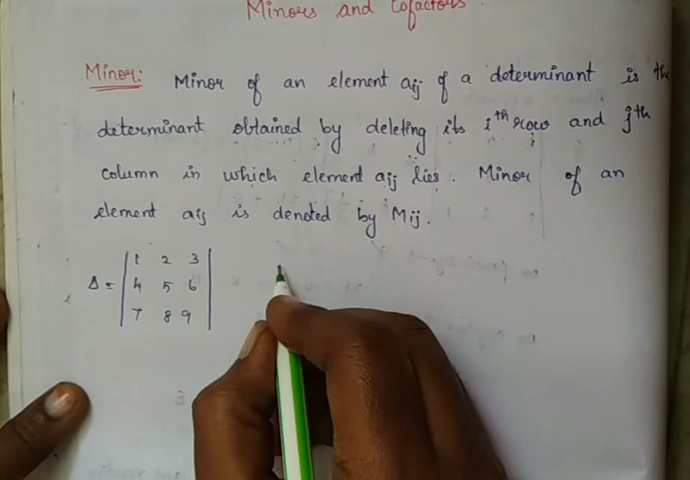 Minors and Cofactors.
Minor: Minor of an element aij of a determinant is the
determinant obtained by deleting its i th row and j th
column in which element aij lies. Minor of an
element aij is denoted by Mij.
Δ = | 1 2 3 |
4 5 6
7 8 9